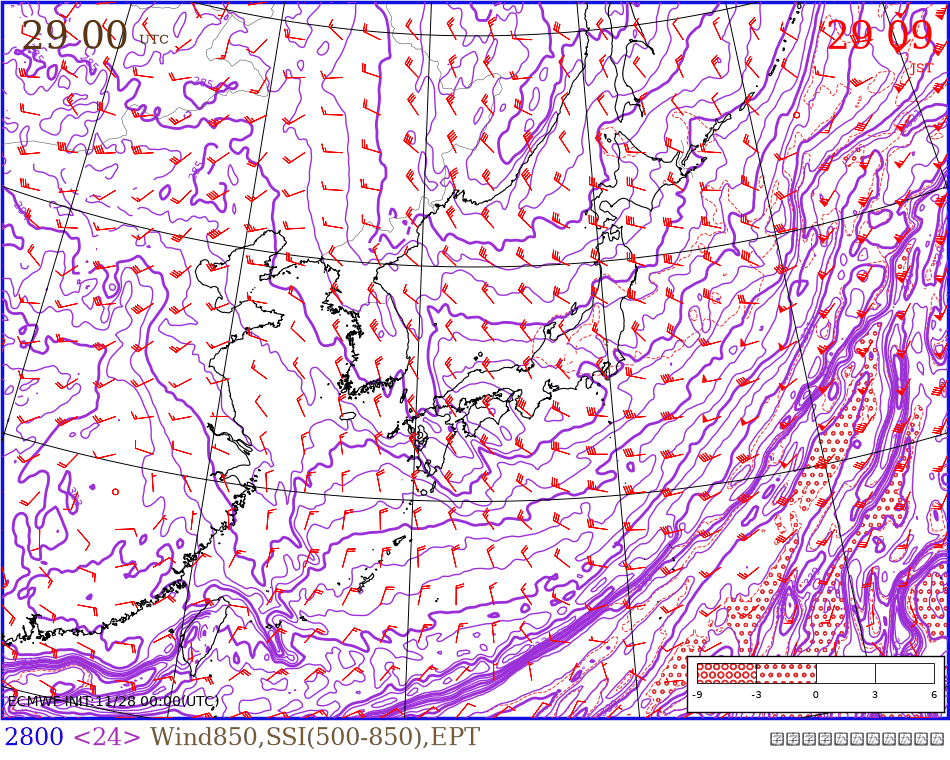 29 00 UTC
29 09
JST
ECMWF INIT:11/28 00:00(UTC)
-9 -3 0 3 6
2800 <24> Wind850,SSI(500-850),EPT